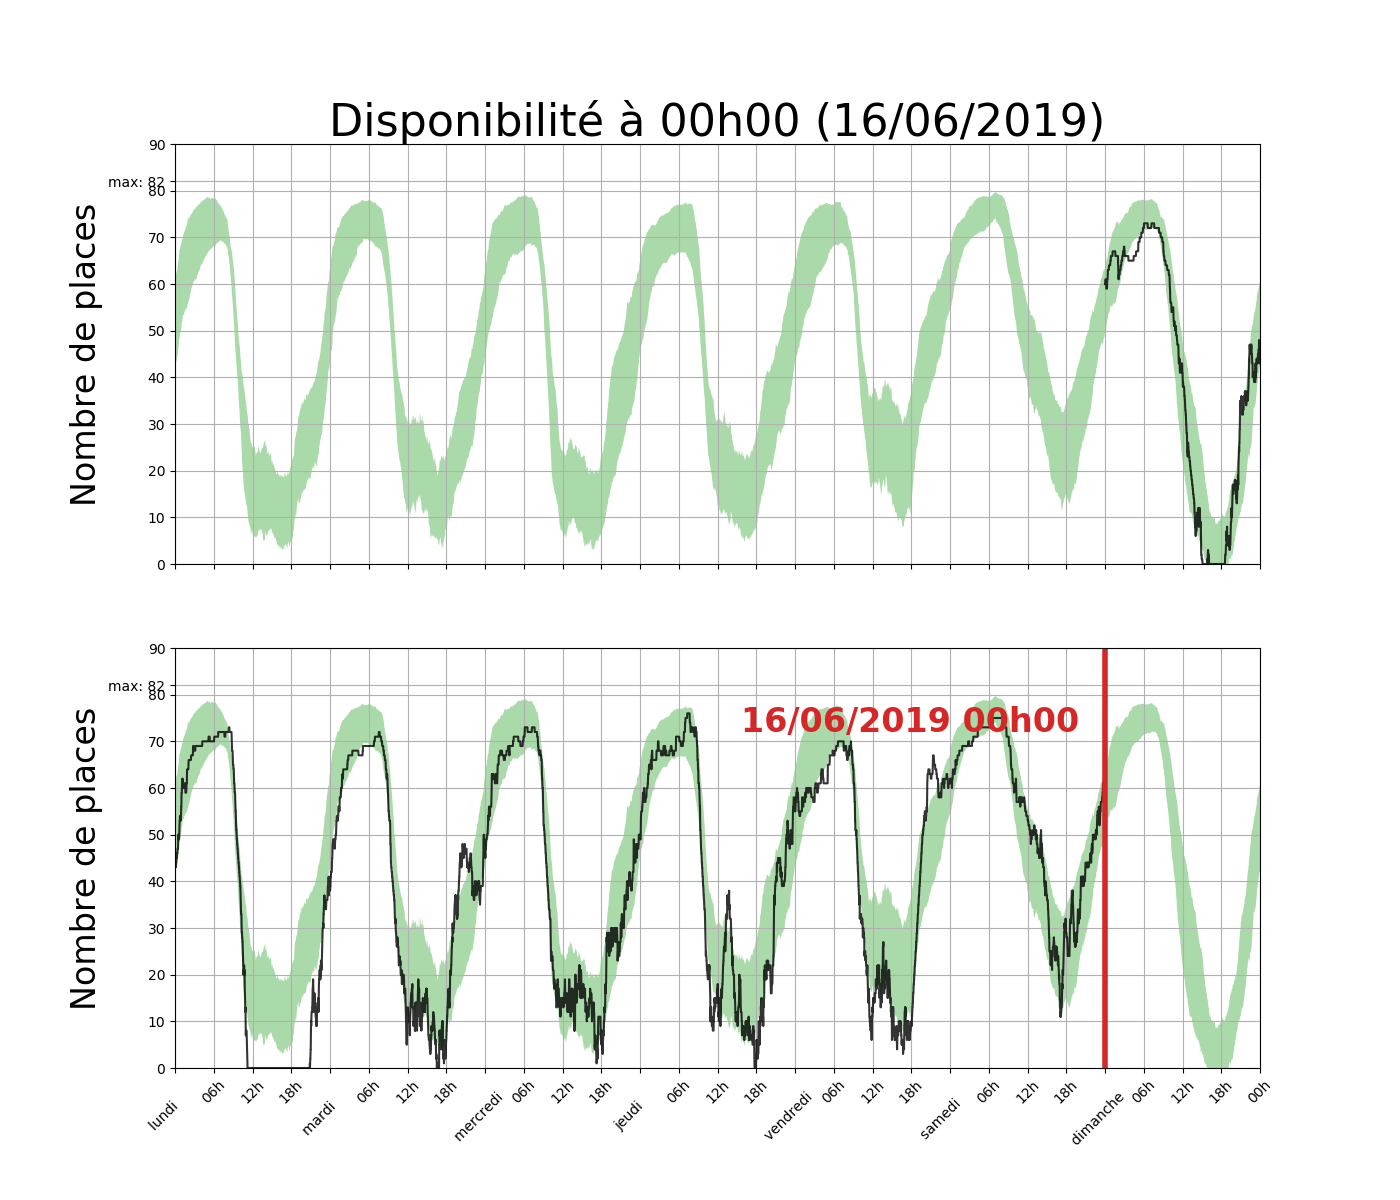 Disponibilité à 00h00 (16/06/2019)
90
max: 82
80
70
60
50
40
30
20
10
0
Nombre de places
90
max: 82
80
70
60
50
40
30
20
10
0
Nombre de places
16/06/2019 00h00
lundi 06h 12h 18h mardi 06h 12h 18h mercredi 06h 12h 18h jeudi 06h 12h 18h vendredi 06h 12h 18h samedi 06h 12h 18h dimanche 06h 12h 18h 00h